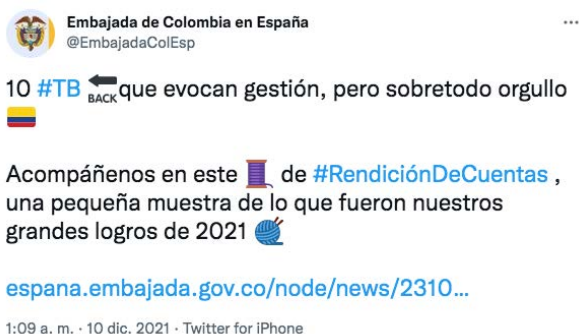 Embajada de Colombia en España
@EmbajadaColEsp
10 #TB BACK que evocan gestión, pero sobretodo orgullo
Acompáñenos en este de #RendiciónDeCuentas ,
una pequeña muestra de lo que fueron nuestros
grandes logros de 2021
espana.embajada.gov.co/node/news/2310...
1:09 a. m. · 10 dic. 2021 · Twitter for iPhone